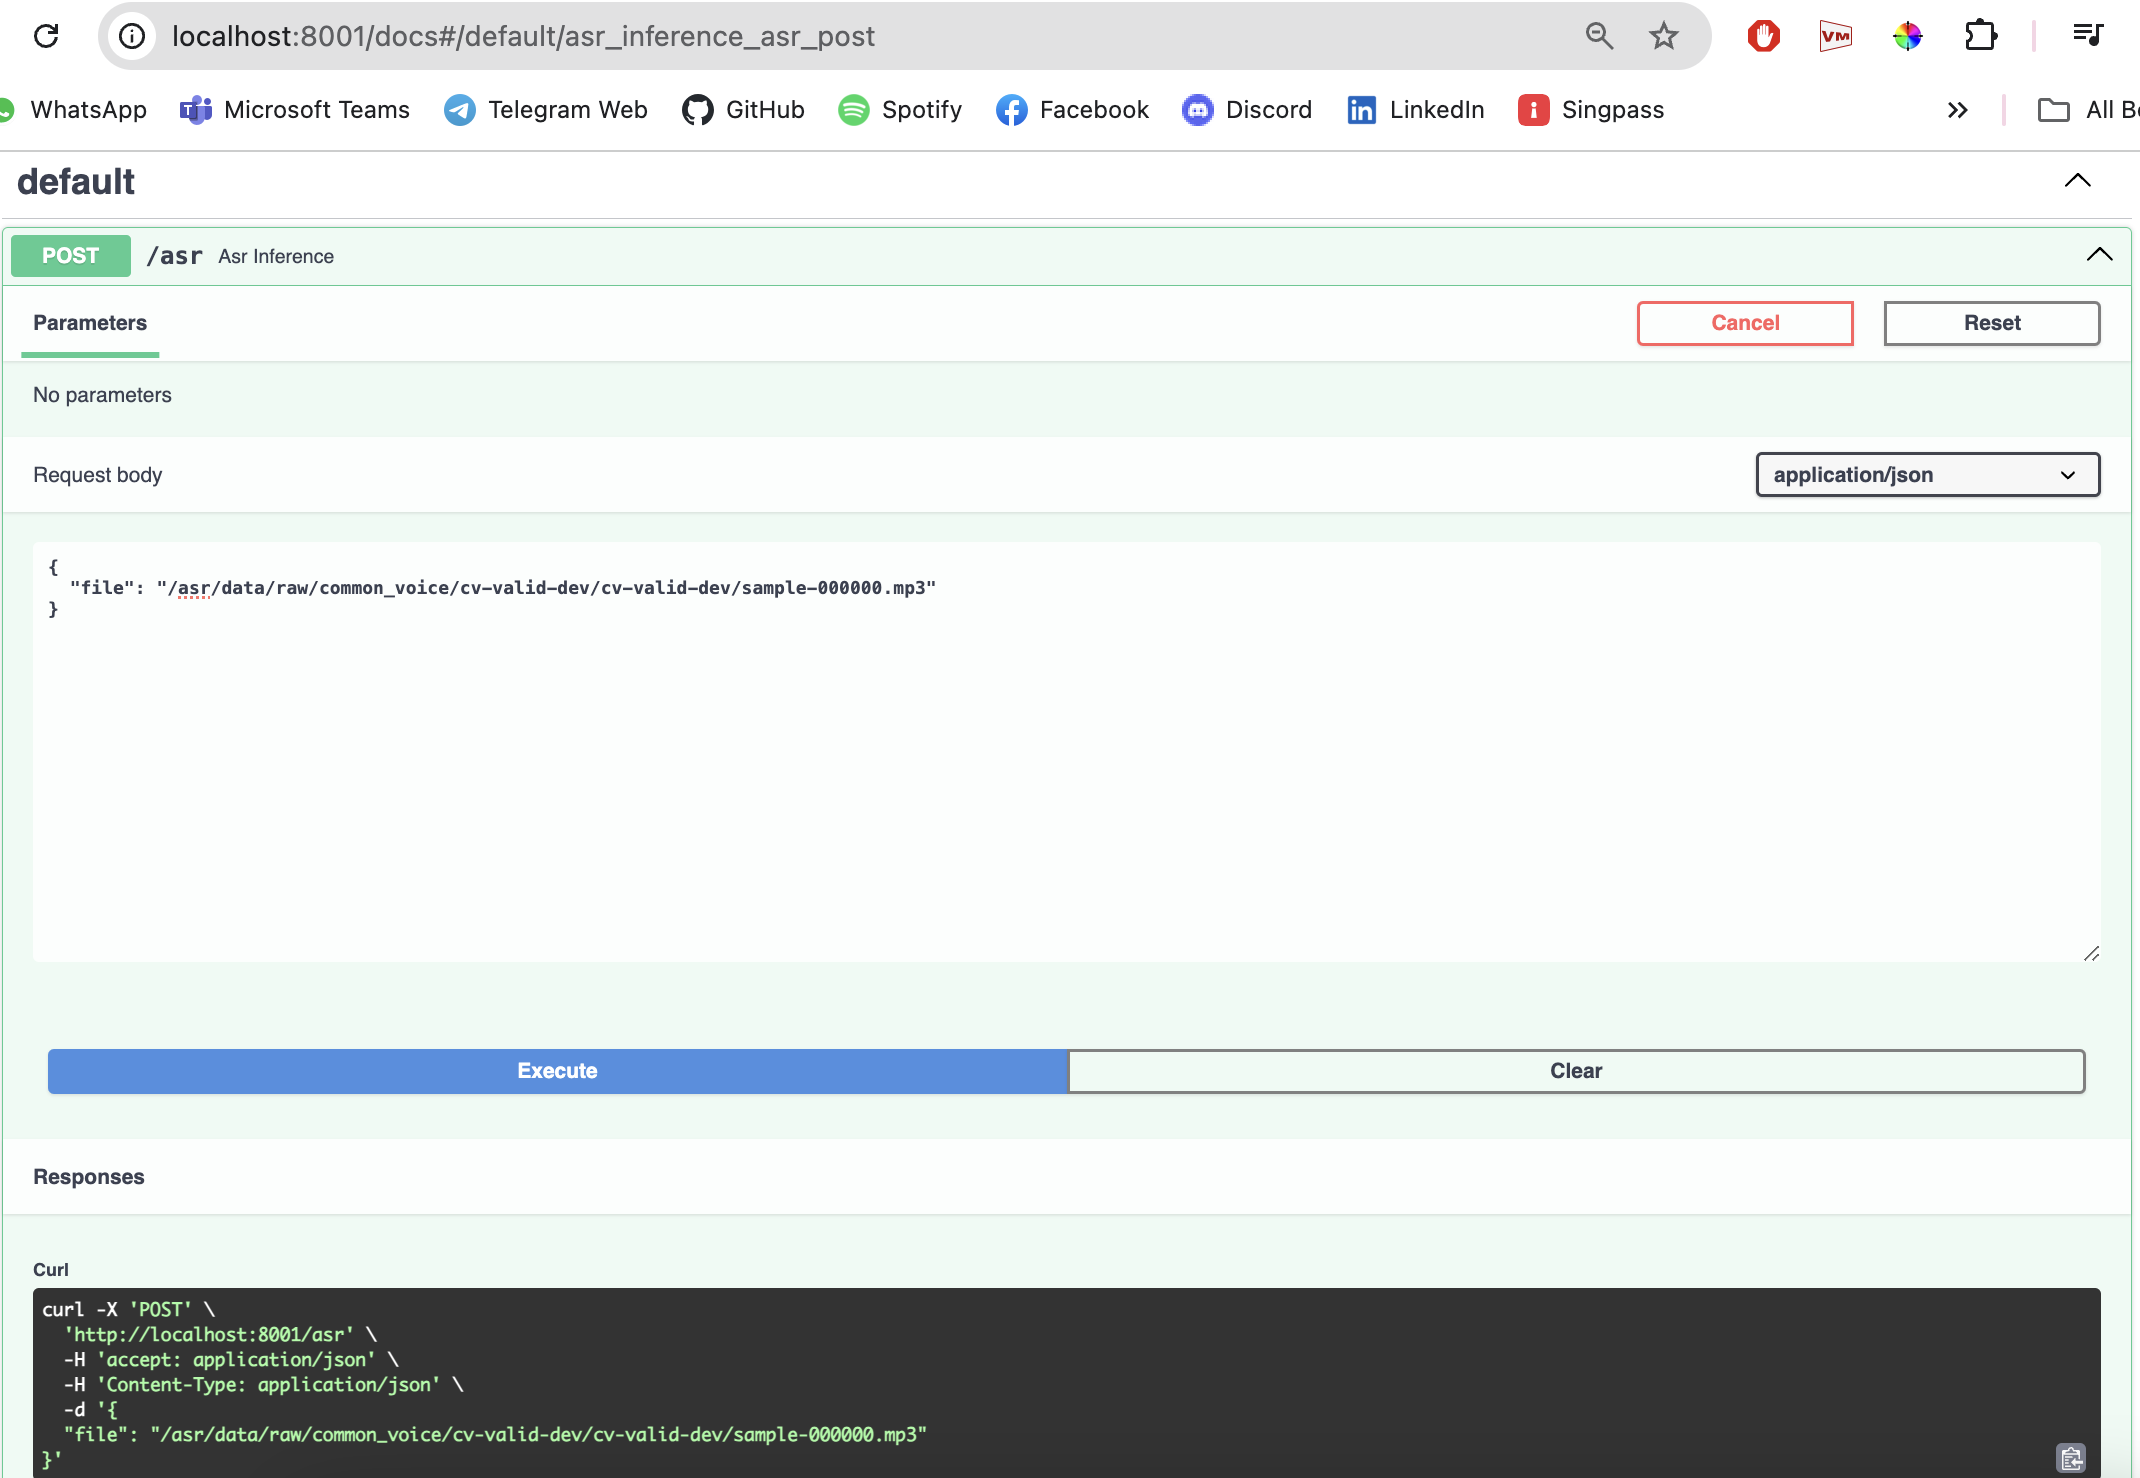 localhost:8001/docs#/default/asr_inference_asr_post
VM
WhatsApp Microsoft Teams Telegram Web GitHub Spotify Facebook Discord LinkedIn Singpass » All Bo
default
POST /asr Asr Inference
Parameters Cancel Reset
No parameters
Request body application/json
{
"file": "/asr/data/raw/common_voice/cv-valid-dev/cv-valid-dev/sample-000000.mp3"
}
Execute Clear
Responses
Curl
curl -X 'POST' \
'http://localhost:8001/asr' \
-H 'accept: application/json' \
-H 'Content-Type: application/json' \
-d '{
"file": "/asr/data/raw/common_voice/cv-valid-dev/cv-valid-dev/sample-000000.mp3"
}'